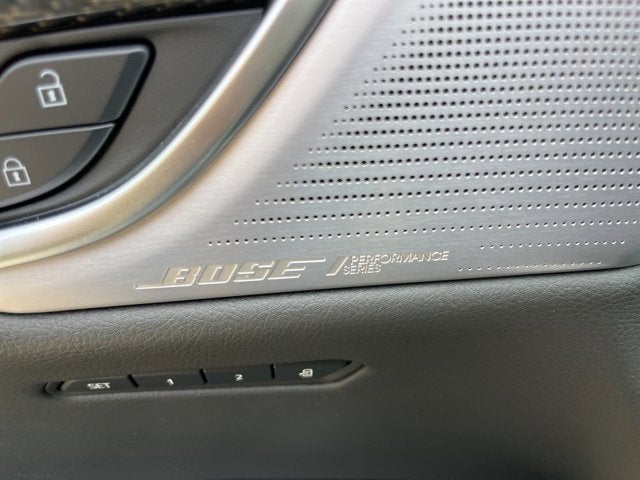 BOSE
PERFORMANCE
SERIES
SET 1 2